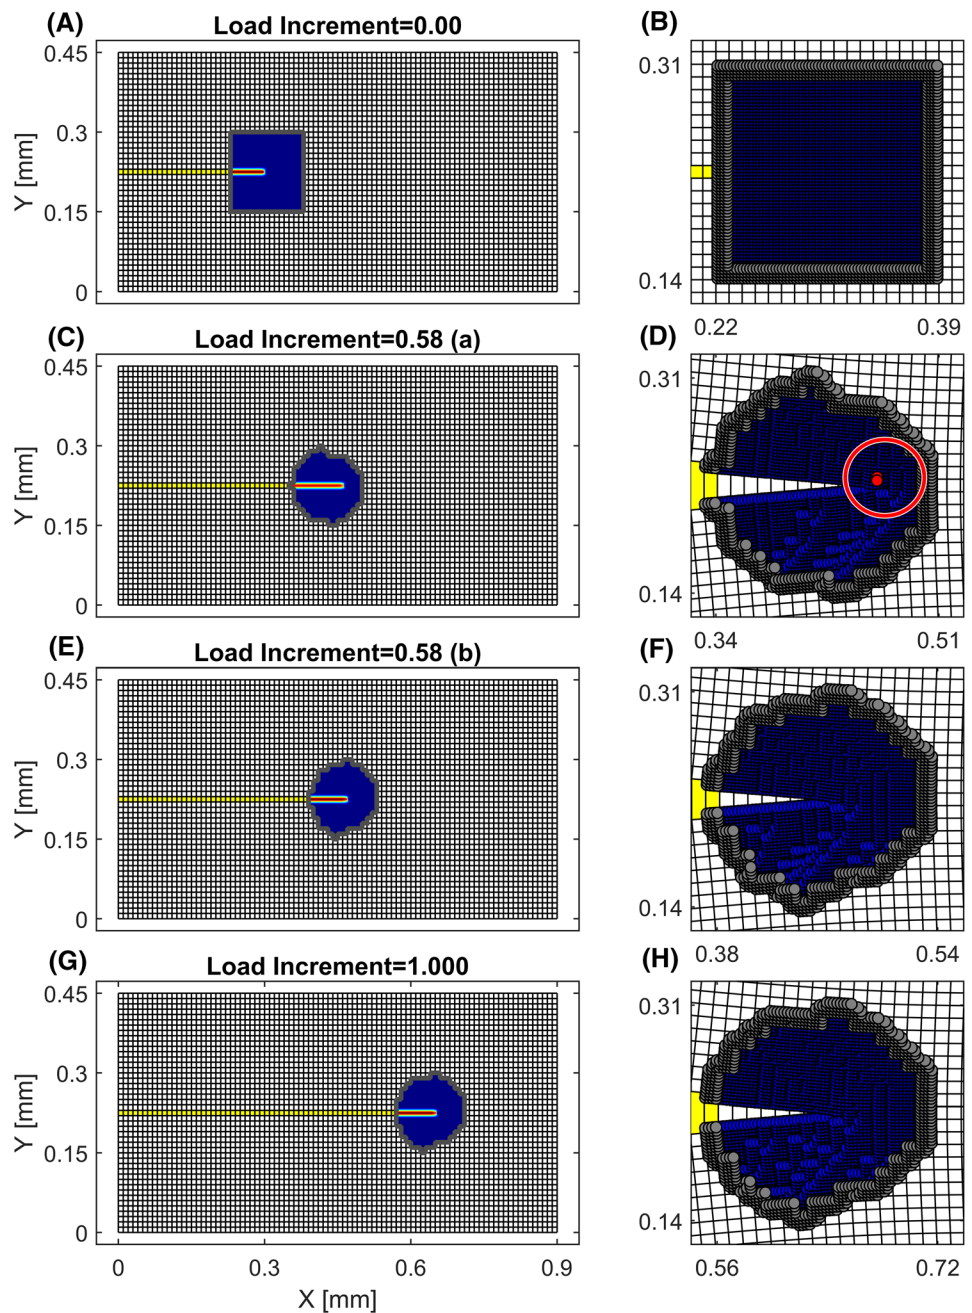 (A)
Load Increment=0.00
0.45
0.3
0.15
0
Y [mm]
(B)
0.31
0.14
0.22 0.39
(C)
Load Increment=0.58 (a)
0.45
0.3
0.15
0
Y [mm]
(D)
0.31
0.14
0.34 0.51
(E)
Load Increment=0.58 (b)
0.45
0.3
0.15
0
Y [mm]
(F)
0.31
0.14
0.38 0.54
(G)
Load Increment=1.000
0.45
0.3
0.15
0
Y [mm]
0 0.3 0.6 0.9
X [mm]
(H)
0.31
0.14
0.56 0.72